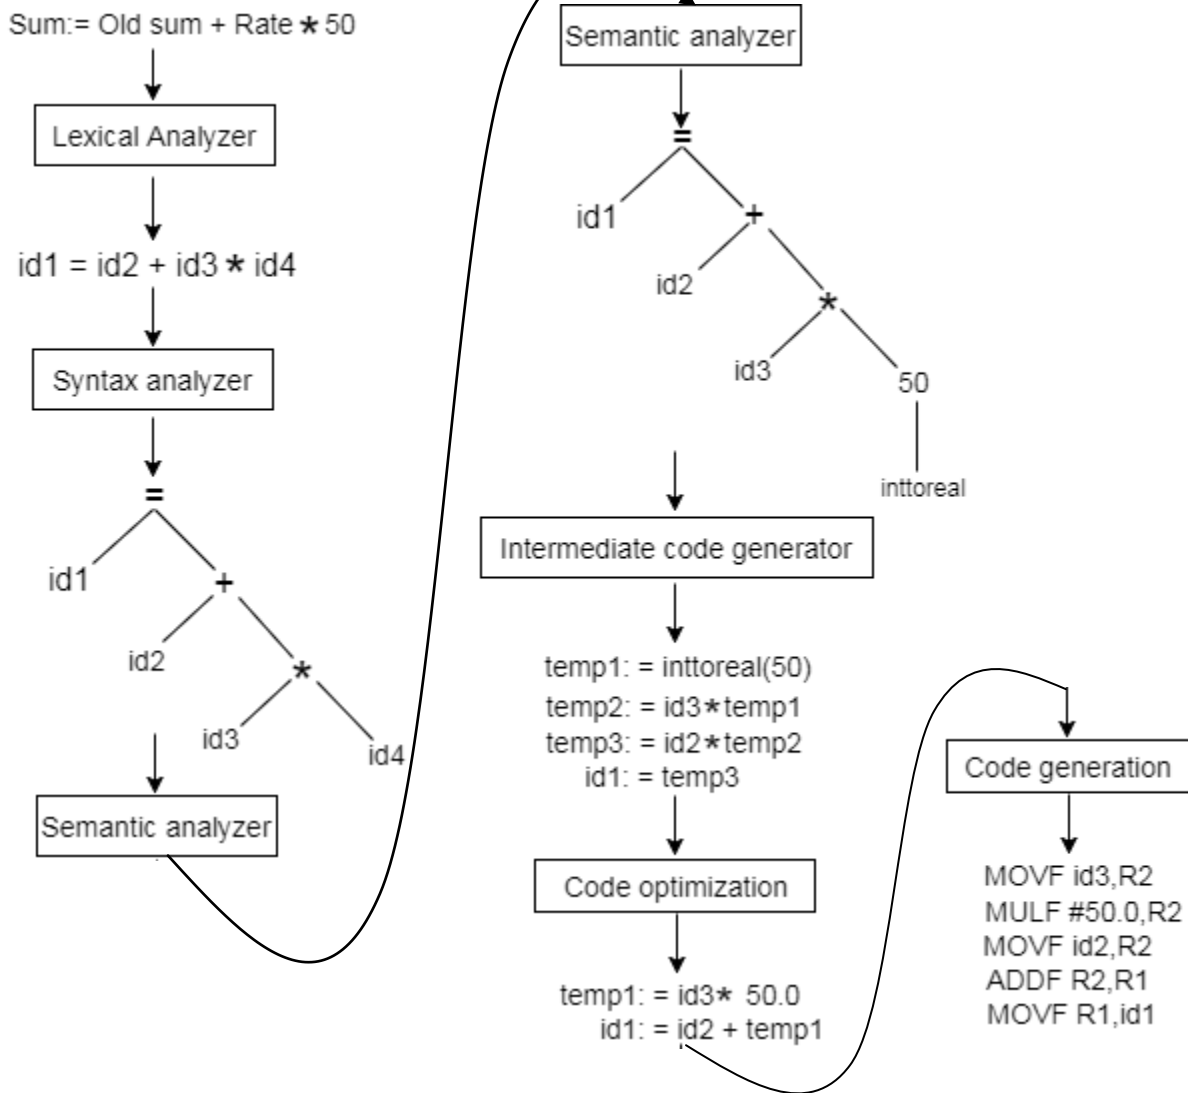 Sum:= Old sum + Rate * 50
Lexical Analyzer
id1 = id2 + id3 * id4
Syntax analyzer
=
id1
+
id2
*
id3
id4
Semantic analyzer
Semantic analyzer
=
id1
+
id2
*
id3
50
inttoreal
Intermediate code generator
temp1: = inttoreal(50)
temp2: = id3*temp1
temp3: = id2*temp2
id1: = temp3
Code optimization
temp1: = id3* 50.0
id1: = id2 + temp1
Code generation
MOVF id3,R2
MULF #50.0,R2
MOVF id2,R2
ADDF R2,R1
MOVF R1,id1